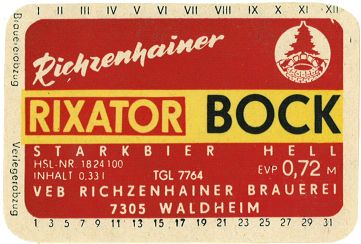 I II III IV V VI VII VIII IX X XI XII
Brauereiabzug
Richzenhainer
RIXATOR BOCK
STARKBIER HELL
HSL-NR. 1824100
INHALT 0,33 l
TGL 7764
EVP 0,72 M
VEB RICHZENHAINER BRAUEREI
7305 WALDHEIM
Verlegerabzug
1 3 5 7 9 11 13 15 17 19 21 23 25 27 29 31